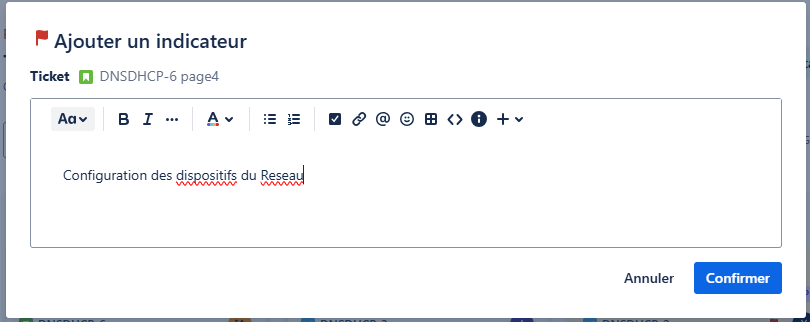 Ajouter un indicateur
Ticket DNSDHCP-6 page4
Aa B I ... A @
Configuration des dispositifs du Reseau
Annuler Confirmer